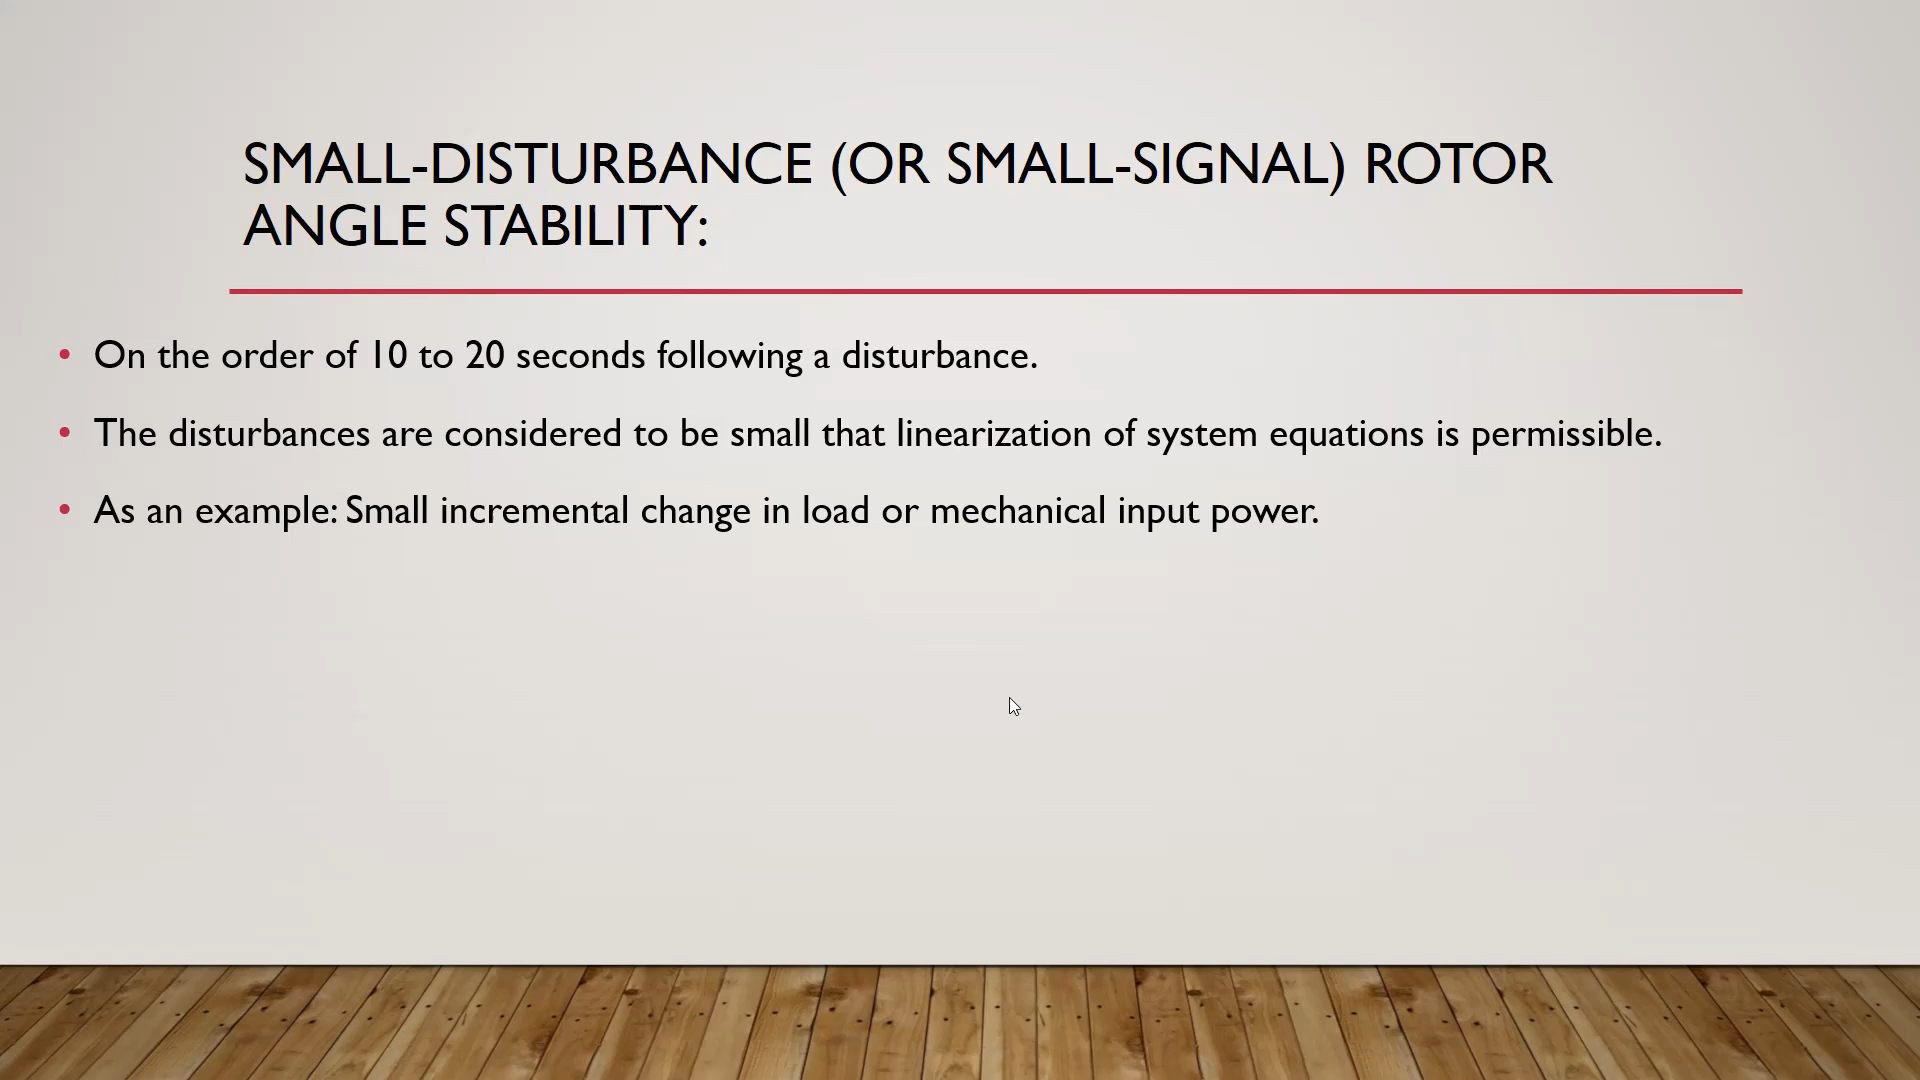 SMALL-DISTURBANCE (OR SMALL-SIGNAL) ROTOR
ANGLE STABILITY:
• On the order of 10 to 20 seconds following a disturbance.
• The disturbances are considered to be small that linearization of system equations is permissible.
• As an example: Small incremental change in load or mechanical input power.